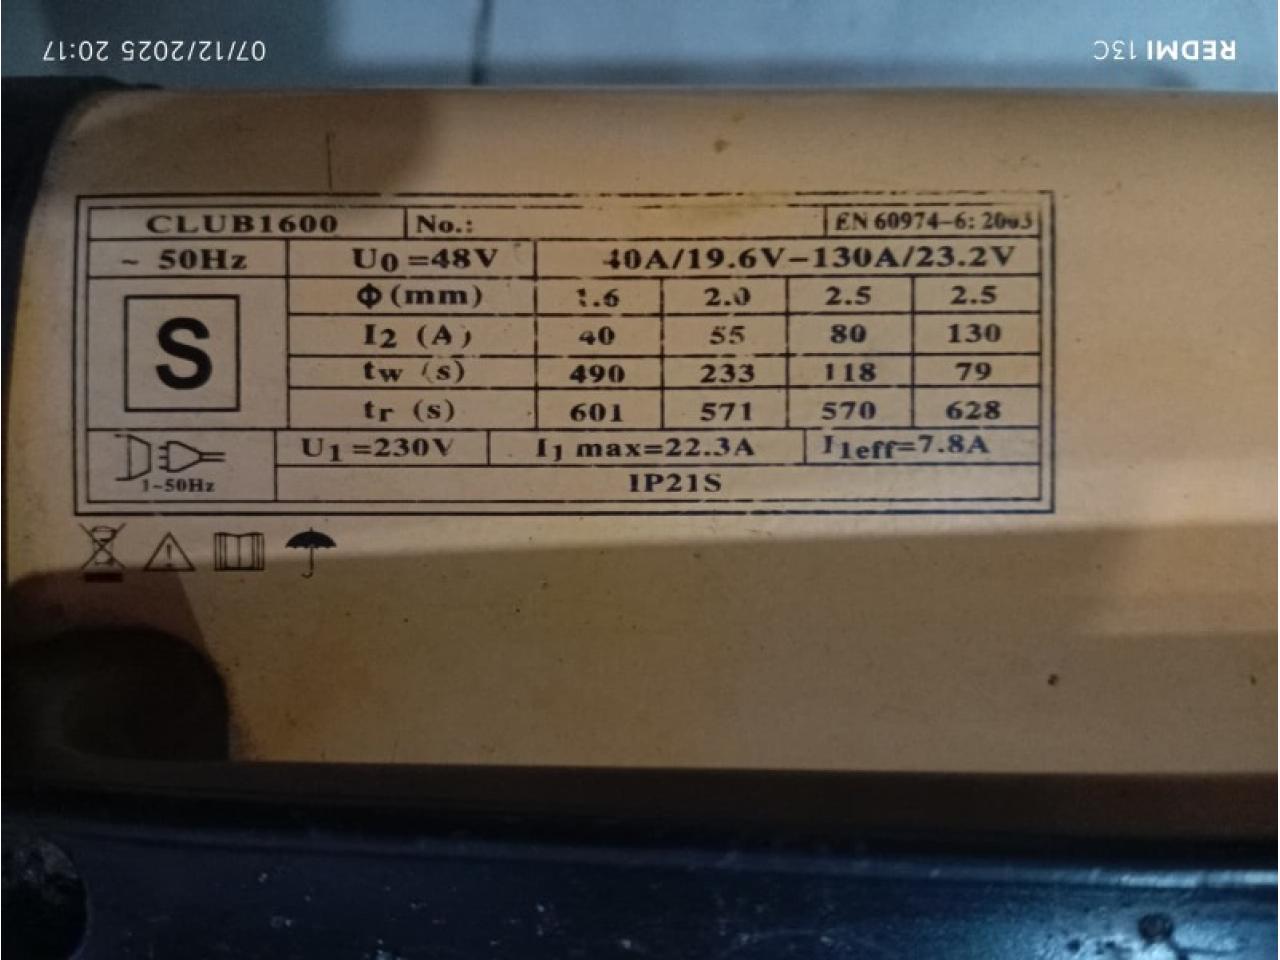 07/12/2025 20:17
REDMI 13C
CLUB1600 No.: EN 60974-6: 2003
~ 50Hz U0=48V 40A/19.6V-130A/23.2V
Φ(mm) 1.6 2.0 2.5 2.5
S
I2 (A) 40 55 80 130
tw (s) 490 233 118 79
tr (s) 601 571 570 628
U1=230V I1 max=22.3A I1eff=7.8A
1~50Hz
IP21S